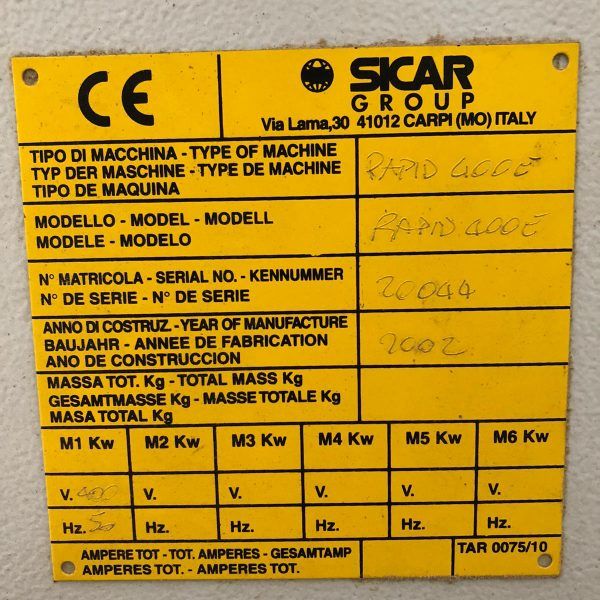 CE
SICAR
GROUP
Via Lama,30 41012 CARPI (MO) ITALY
TIPO DI MACCHINA - TYPE OF MACHINE
TYP DER MASCHINE - TYPE DE MACHINE
TIPO DE MAQUINA
RAPID 400E
MODELLO - MODEL - MODELL
MODELE - MODELO
RAPID 400E
N° MATRICOLA - SERIAL NO. - KENNUMMER
N° DE SERIE - N° DE SERIE
20044
ANNO DI COSTRUZ. - YEAR OF MANUFACTURE
BAUJAHR - ANNEE DE FABRICATION
ANO DE CONSTRUCCION
2002
MASSA TOT. Kg - TOTAL MASS Kg
GESAMTMASSE Kg - MASSE TOTALE Kg
MASA TOTAL Kg
M1 Kw M2 Kw M3 Kw M4 Kw M5 Kw M6 Kw
V. 400 V. V. V. V. V.
Hz. 50 Hz. Hz. Hz. Hz. Hz.
AMPERE TOT - TOT. AMPERES - GESAMTAMP
AMPERES TOT. - AMPERES TOT.
TAR 0075/10